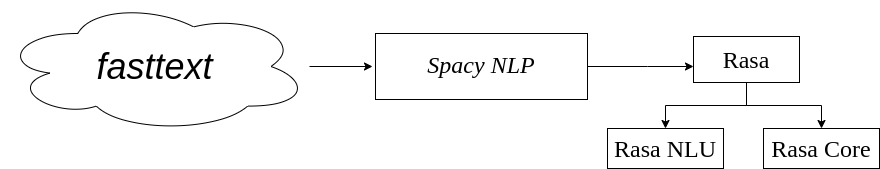 fasttext
Spacy NLP
Rasa
Rasa NLU
Rasa Core